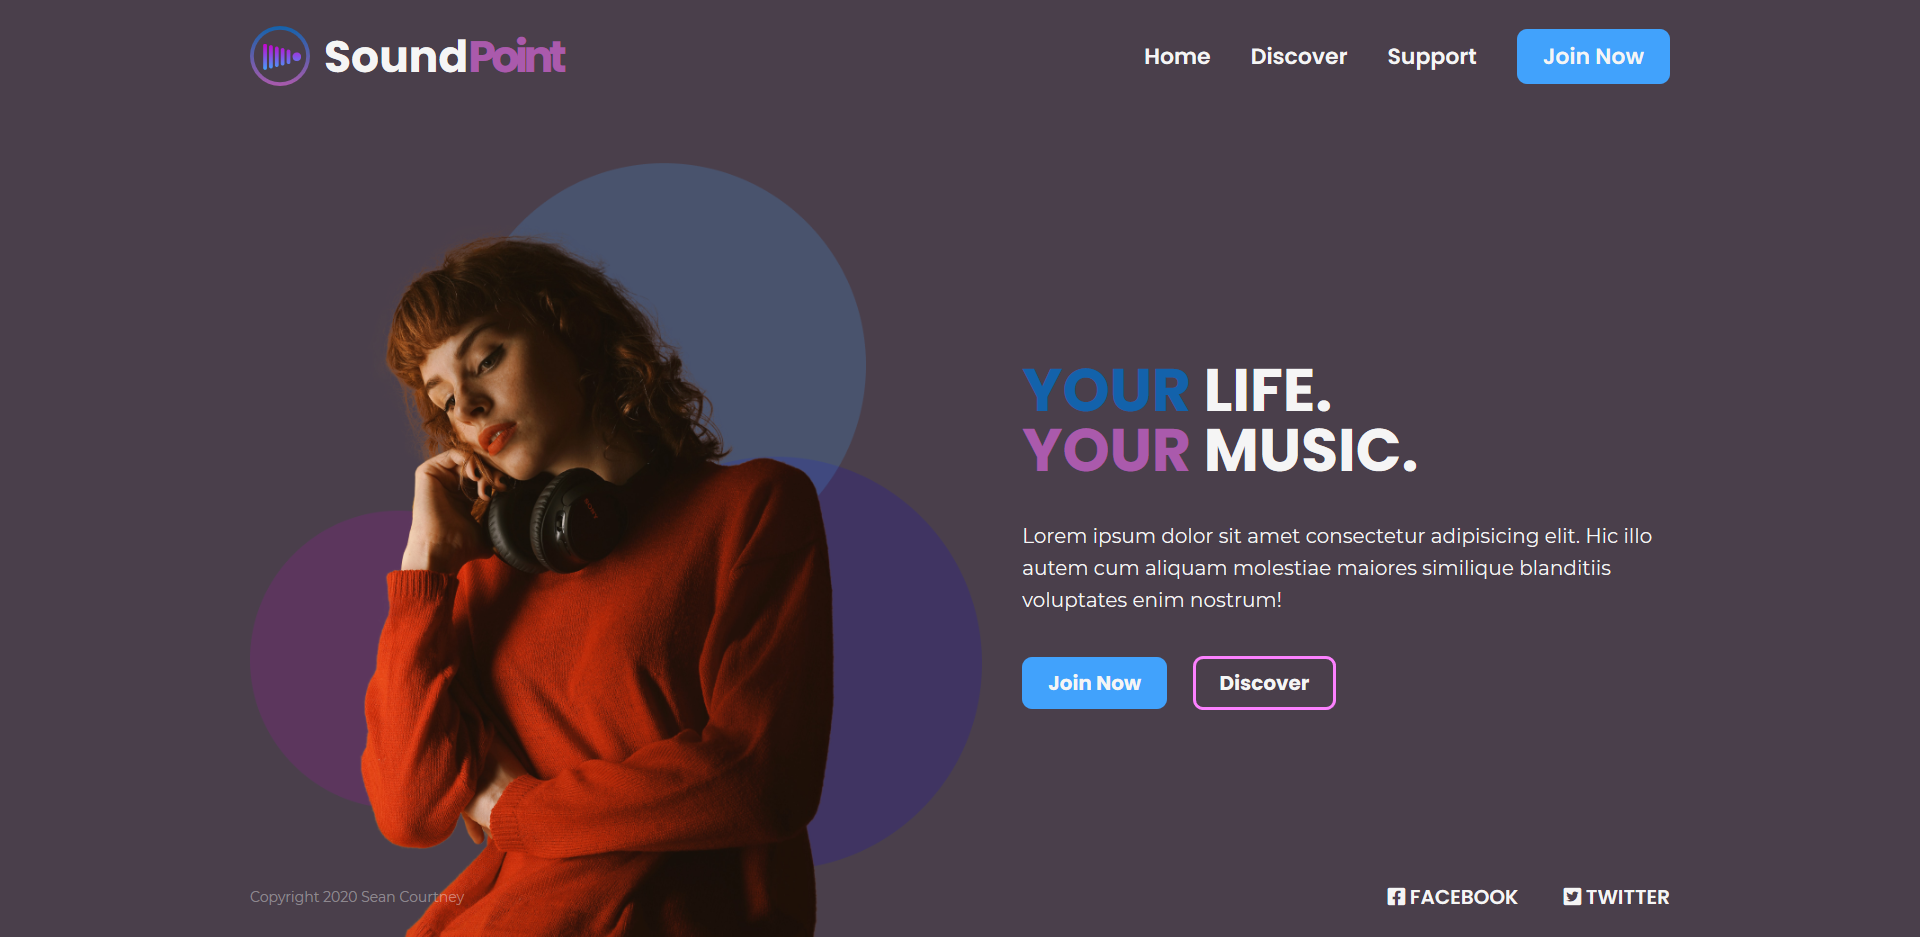 SoundPoint
Home Discover Support Join Now
YOUR LIFE.
YOUR MUSIC.
Lorem ipsum dolor sit amet consectetur adipisicing elit. Hic illo
autem cum aliquam molestiae maiores similique blanditiis
voluptates enim nostrum!
Join Now Discover
Copyright 2020 Sean Courtney
FACEBOOK TWITTER